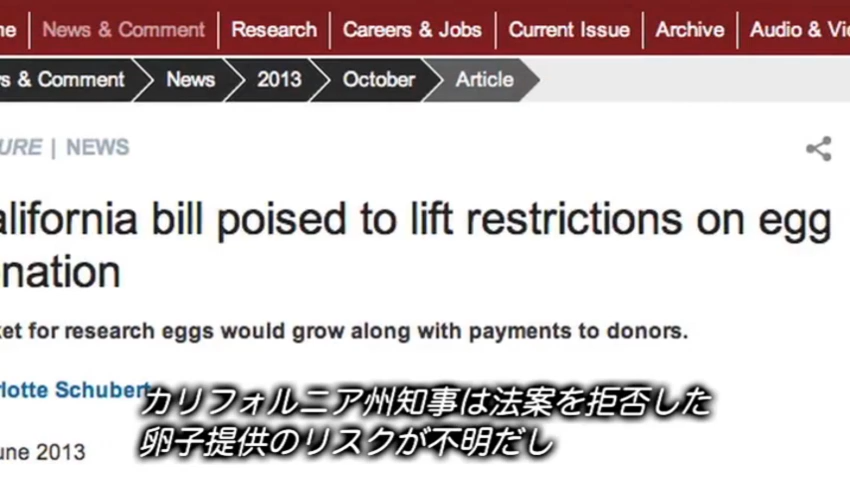 me | News & Comment | Research | Careers & Jobs | Current Issue | Archive | Audio & Vi
s & Comment News 2013 October Article
URE | NEWS
alifornia bill poised to lift restrictions on egg
nation
ket for research eggs would grow along with payments to donors.
rlotte Schubert
カリフォルニア州知事は法案を拒否した
卵子提供のリスクが不明だし
une 2013